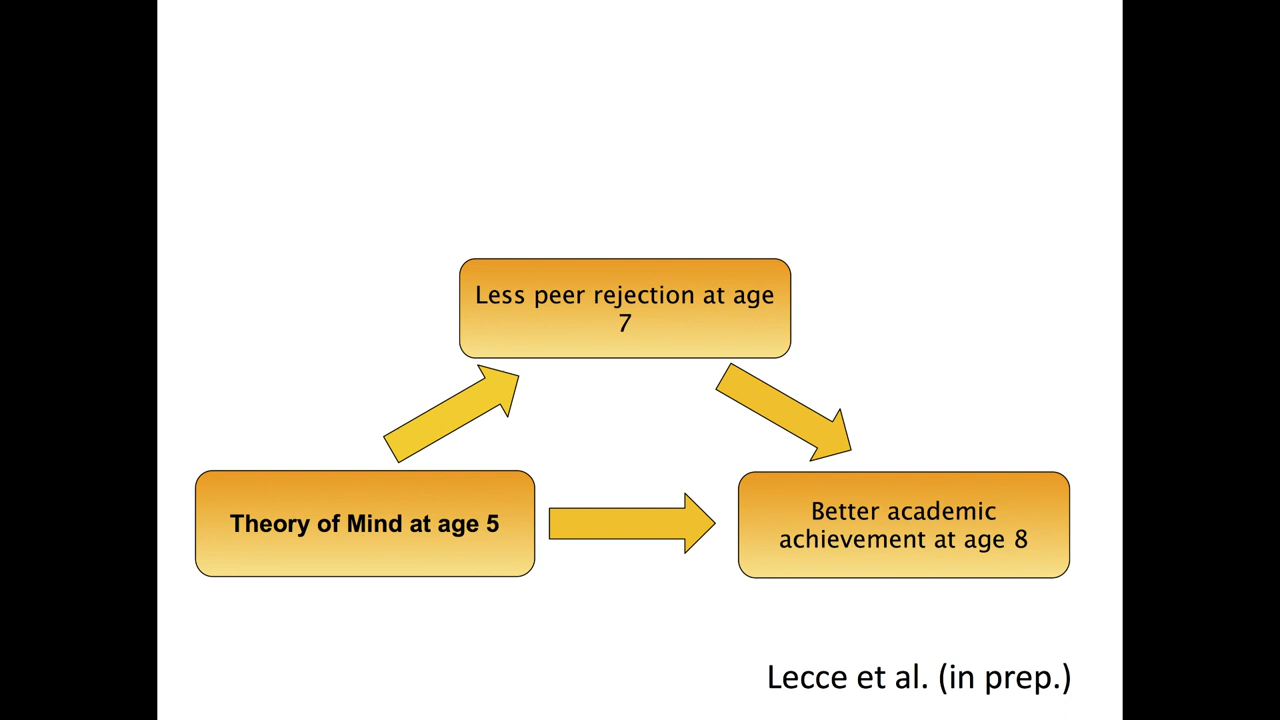 Less peer rejection at age
7
Theory of Mind at age 5
Better academic
achievement at age 8
Lecce et al. (in prep.)